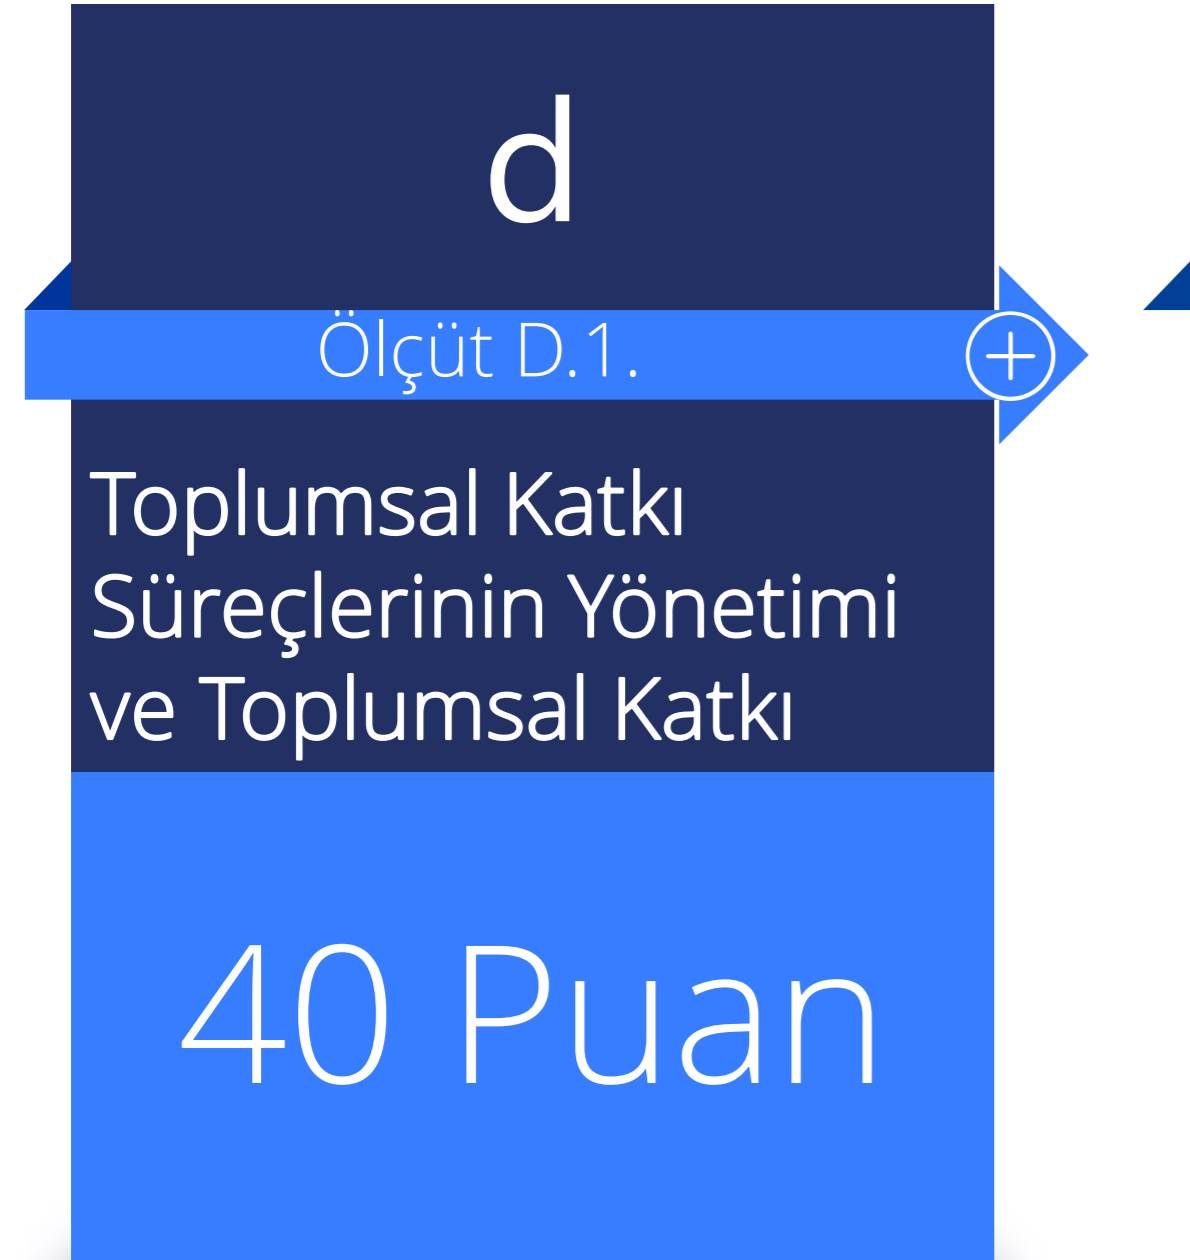 d
Ölçüt D.1.
Toplumsal Katkı
Süreçlerinin Yönetimi
ve Toplumsal Katkı
40 Puan